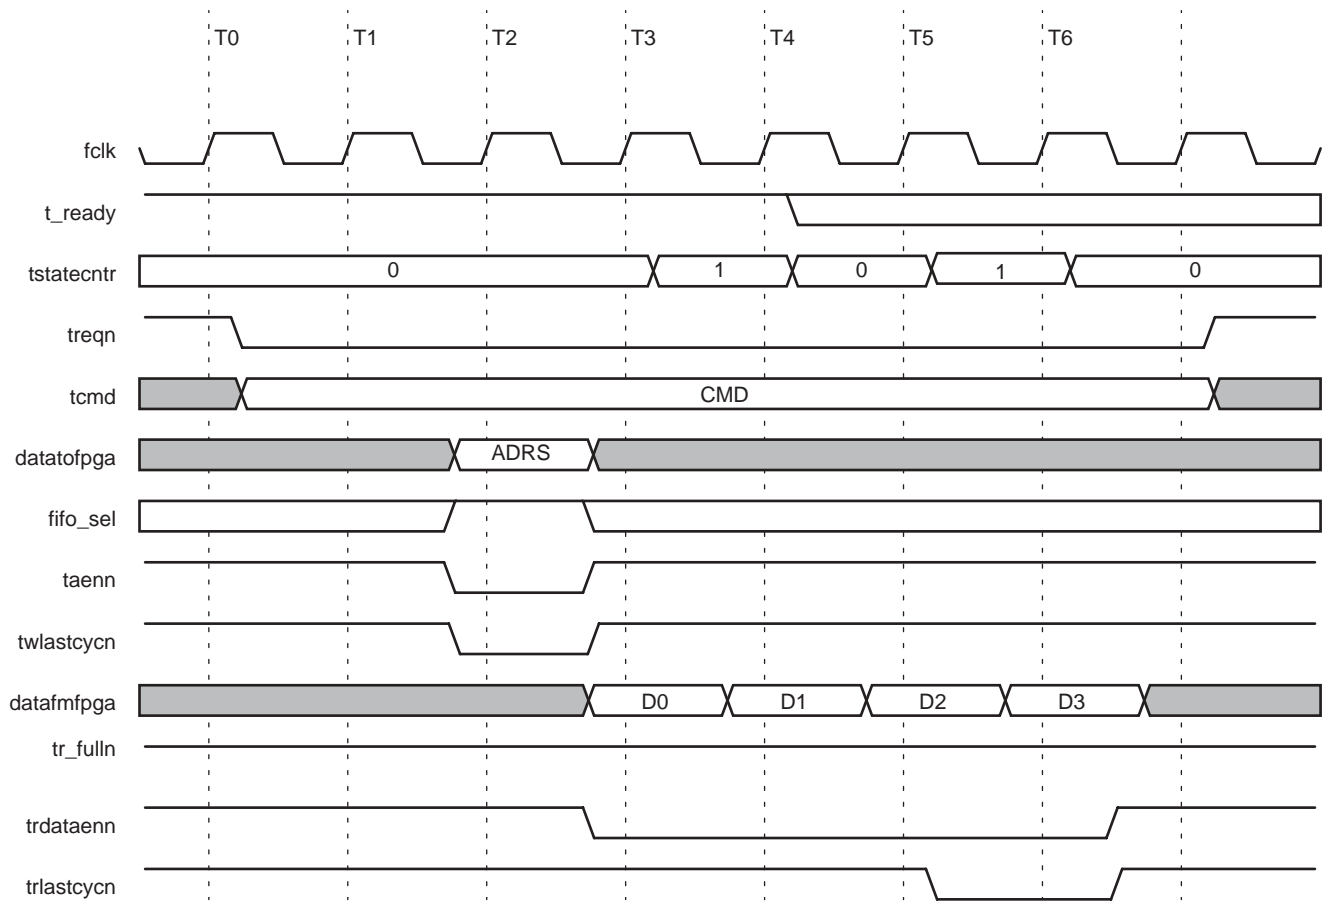 T0 T1 T2 T3 T4 T5 T6
fclk
t_ready
tstatecntr 0 1 0 1 0
treqn
tcmd CMD
datatofpga ADRS
fifo_sel
taenn
twlastcycn
datafmfpga D0 D1 D2 D3
tr_fulln
trdataenn
trlastcycn